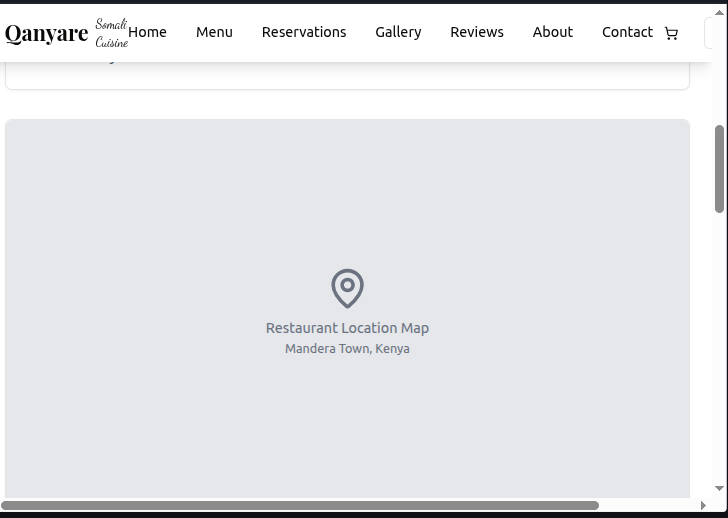 Qanyare
Somali
Cuisine
Home Menu Reservations Gallery Reviews About Contact
Restaurant Location Map
Mandera Town, Kenya